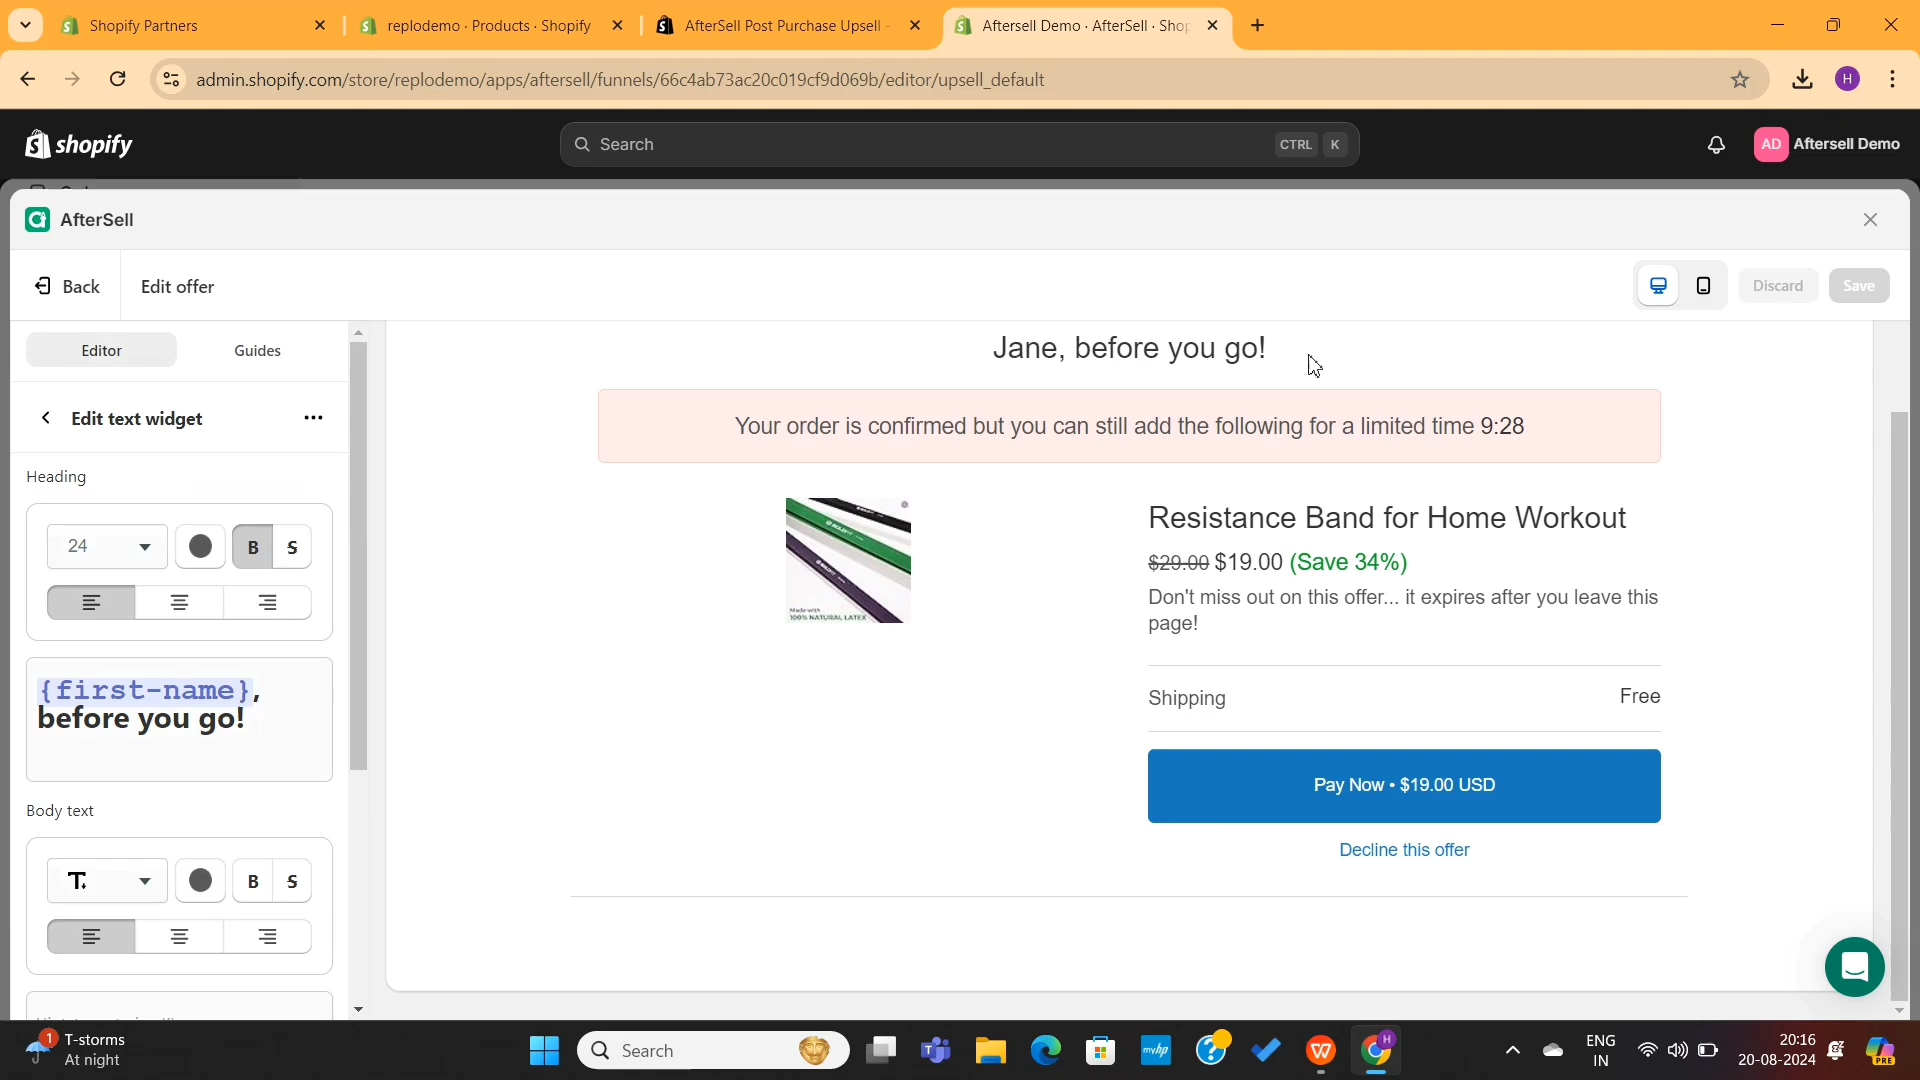 Shopify Partners
replodemo · Products · Shopify
AfterSell Post Purchase Upsell -
Aftersell Demo · AfterSell · Shop
admin.shopify.com/store/replodemo/apps/aftersell/funnels/66c4ab73ac20c019cf9d069b/editor/upsell_default
H
shopify
Search
CTRL K
AD
Aftersell Demo
AfterSell
Back
Edit offer
Discard
Save
Editor
Guides
Edit text widget
Heading
24
B
S
{first-name},
before you go!
Body text
B
S
Jane, before you go!
Your order is confirmed but you can still add the following for a limited time 9:28
BOLDFIT
Made with
100% NATURAL LATEX
Resistance Band for Home Workout
$29.00 $19.00 (Save 34%)
Don't miss out on this offer... it expires after you leave this
page!
Shipping
Free
Pay Now • $19.00 USD
Decline this offer
1
T-storms
At night
Search
myhp
H
ENG
IN
20:16
20-08-2024
PRE